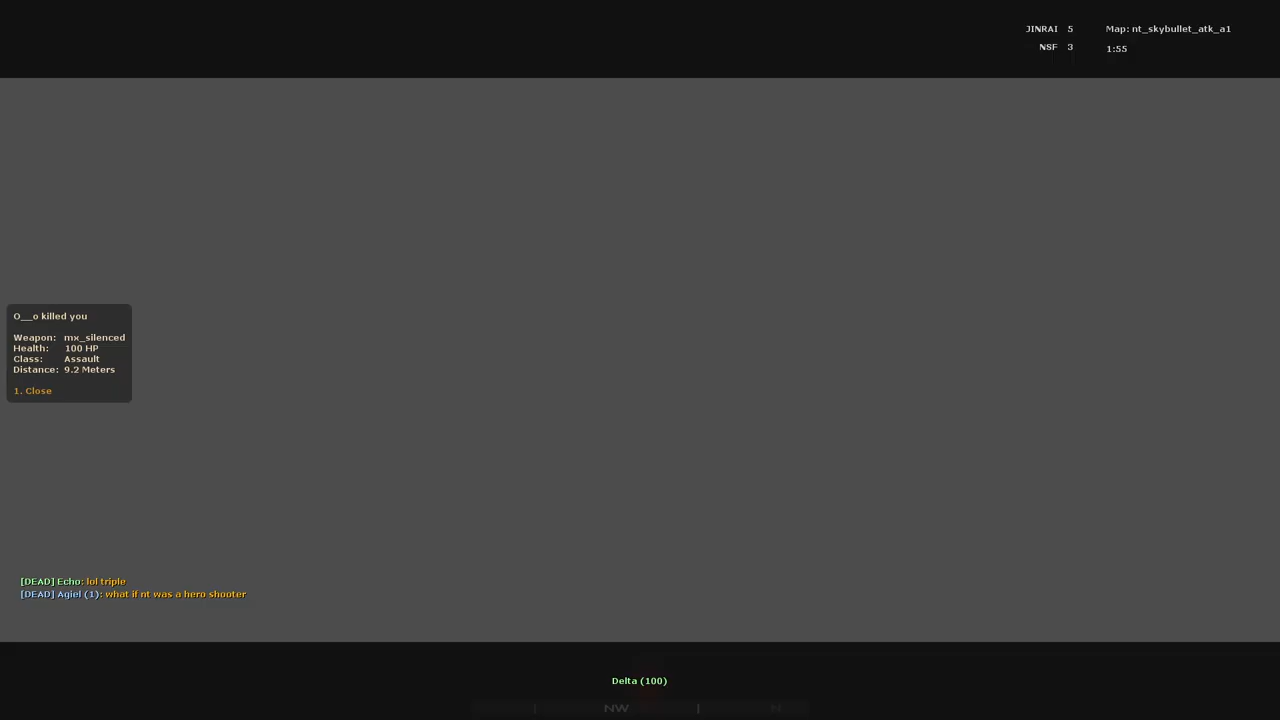 JINRAI 5 Map: nt_skybullet_atk_a1
NSF 3 1:55
O__o killed you
Weapon: mx_silenced
Health: 100 HP
Class: Assault
Distance: 9.2 Meters
1. Close
[DEAD] Echo: lol triple
[DEAD] Agiel (1): what if nt was a hero shooter
Delta (100)
| NW | N